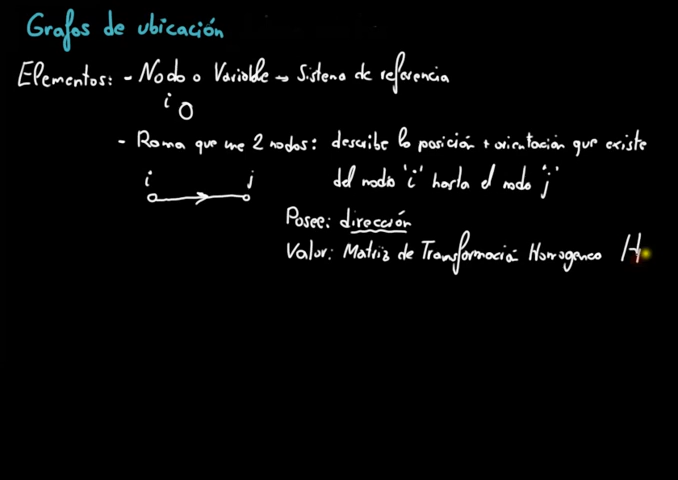 Grafos de ubicación
Elementos: - Nodo o Variable → Sistema de referencia
i
- Rama que une 2 nodos: describe la posición + orientación que existe
del nodo "i" hasta el nodo "j"
i j
Posee: dirección
Valor: Matriz de Transformación Homogenea H